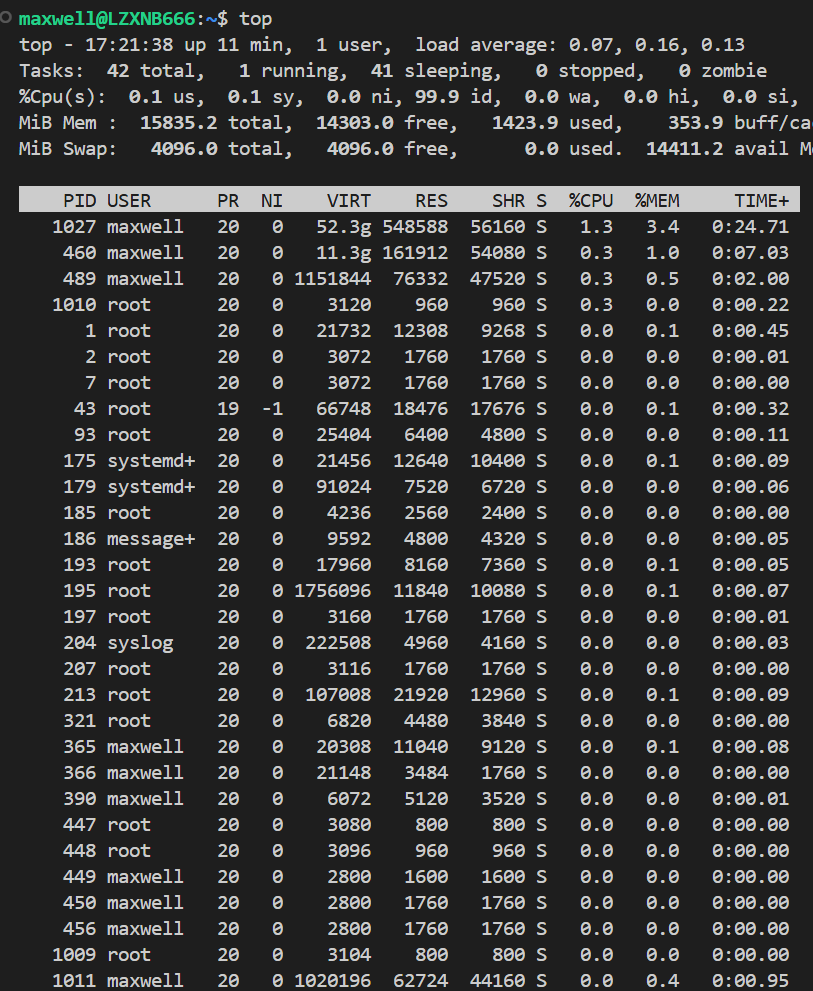 maxwell@LZXNB666:~$ top
top - 17:21:38 up 11 min,  1 user,  load average: 0.07, 0.16, 0.13
Tasks:  42 total,   1 running,  41 sleeping,   0 stopped,   0 zombie
%Cpu(s):  0.1 us,  0.1 sy,  0.0 ni, 99.9 id,  0.0 wa,  0.0 hi,  0.0 si,
MiB Mem :  15835.2 total,  14303.0 free,   1423.9 used,    353.9 buff/ca
MiB Swap:   4096.0 total,   4096.0 free,      0.0 used.  14411.2 avail M
PID USER      PR  NI    VIRT    RES    SHR S  %CPU  %MEM     TIME+
1027 maxwell   20   0   52.3g 548588  56160 S   1.3   3.4   0:24.71
460 maxwell   20   0   11.3g 161912  54080 S   0.3   1.0   0:07.03
489 maxwell   20   0 1151844  76332  47520 S   0.3   0.5   0:02.00
1010 root      20   0    3120    960    960 S   0.3   0.0   0:00.22
1 root      20   0   21732  12308   9268 S   0.0   0.1   0:00.45
2 root      20   0    3072   1760   1760 S   0.0   0.0   0:00.01
7 root      20   0    3072   1760   1760 S   0.0   0.0   0:00.00
43 root      19  -1   66748  18476  17676 S   0.0   0.1   0:00.32
93 root      20   0   25404   6400   4800 S   0.0   0.0   0:00.11
175 systemd+  20   0   21456  12640  10400 S   0.0   0.1   0:00.09
179 systemd+  20   0   91024   7520   6720 S   0.0   0.0   0:00.06
185 root      20   0    4236   2560   2400 S   0.0   0.0   0:00.00
186 message+  20   0    9592   4800   4320 S   0.0   0.0   0:00.05
193 root      20   0   17960   8160   7360 S   0.0   0.1   0:00.05
195 root      20   0 1756096  11840  10080 S   0.0   0.1   0:00.07
197 root      20   0    3160   1760   1760 S   0.0   0.0   0:00.01
204 syslog    20   0  222508   4960   4160 S   0.0   0.0   0:00.03
207 root      20   0    3116   1760   1760 S   0.0   0.0   0:00.00
213 root      20   0  107008  21920  12960 S   0.0   0.1   0:00.09
321 root      20   0    6820   4480   3840 S   0.0   0.0   0:00.00
365 maxwell   20   0   20308  11040   9120 S   0.0   0.1   0:00.08
366 maxwell   20   0   21148   3484   1760 S   0.0   0.0   0:00.00
390 maxwell   20   0    6072   5120   3520 S   0.0   0.0   0:00.01
447 root      20   0    3080    800    800 S   0.0   0.0   0:00.00
448 root      20   0    3096    960    960 S   0.0   0.0   0:00.00
449 maxwell   20   0    2800   1600   1600 S   0.0   0.0   0:00.00
450 maxwell   20   0    2800   1760   1760 S   0.0   0.0   0:00.00
456 maxwell   20   0    2800   1760   1760 S   0.0   0.0   0:00.00
1009 root      20   0    3104    800    800 S   0.0   0.0   0:00.00
1011 maxwell   20   0 1020196  62724  44160 S   0.0   0.4   0:00.95